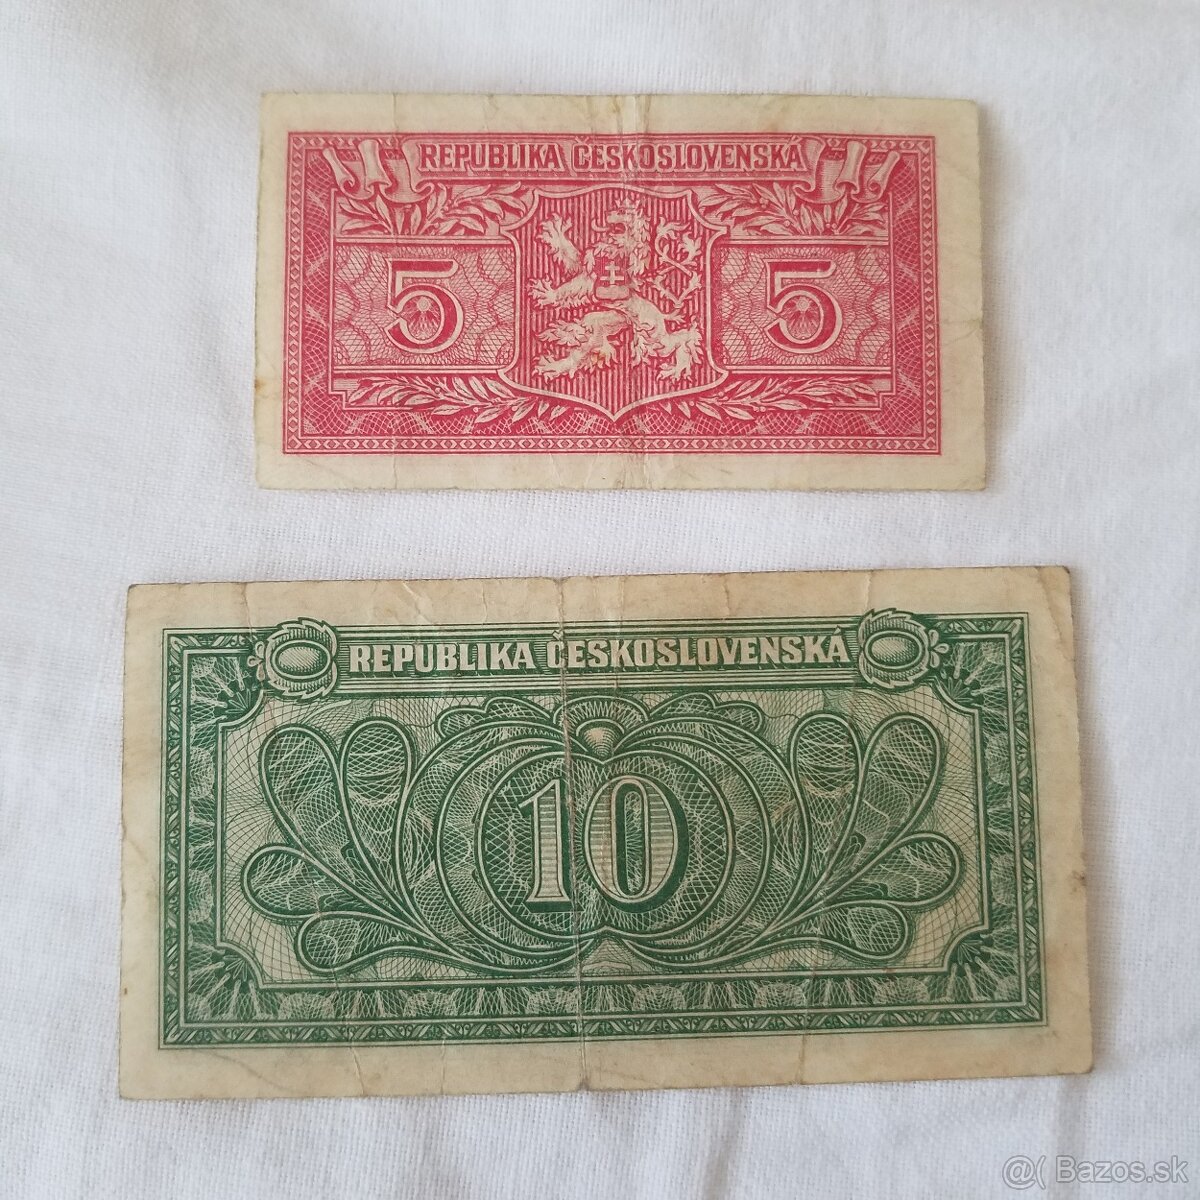 REPUBLIKA ČESKOSLOVENSKÁ
5 5
REPUBLIKA ČESKOSLOVENSKÁ
10
@( Bazos.sk